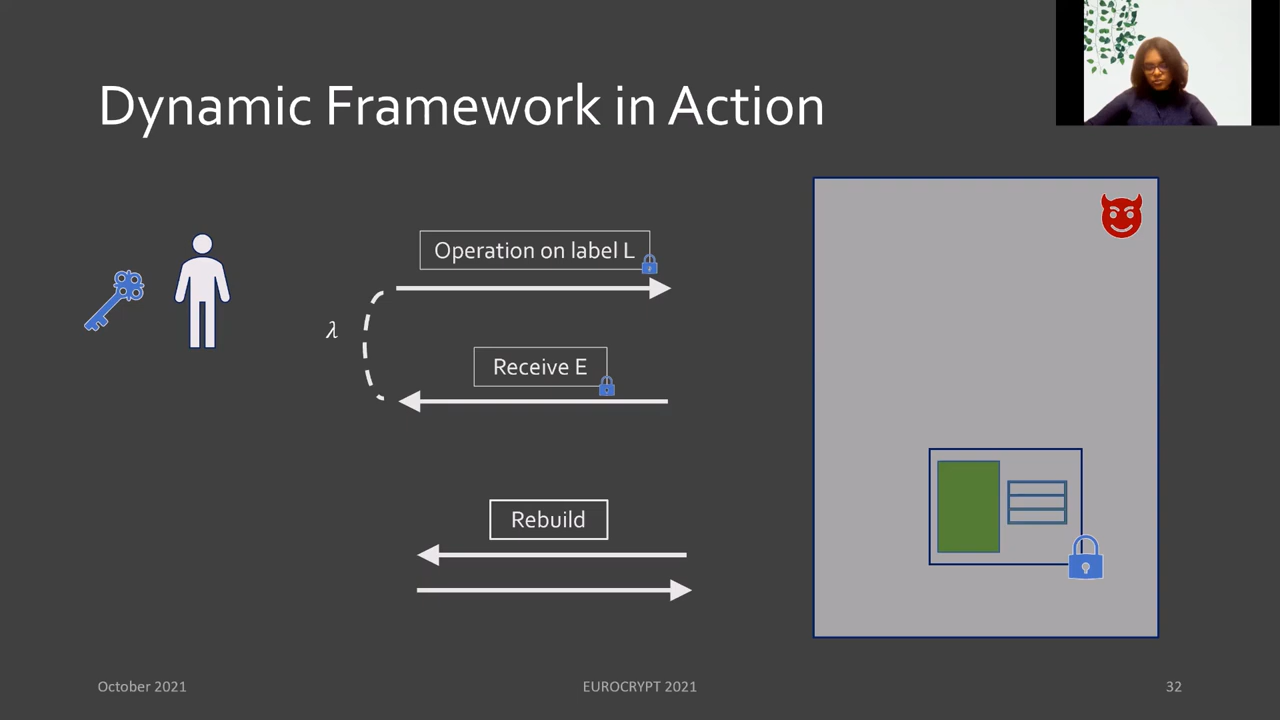 Dynamic Framework in Action
Operation on label L
λ
Receive E
Rebuild
October 2021
EUROCRYPT 2021
32